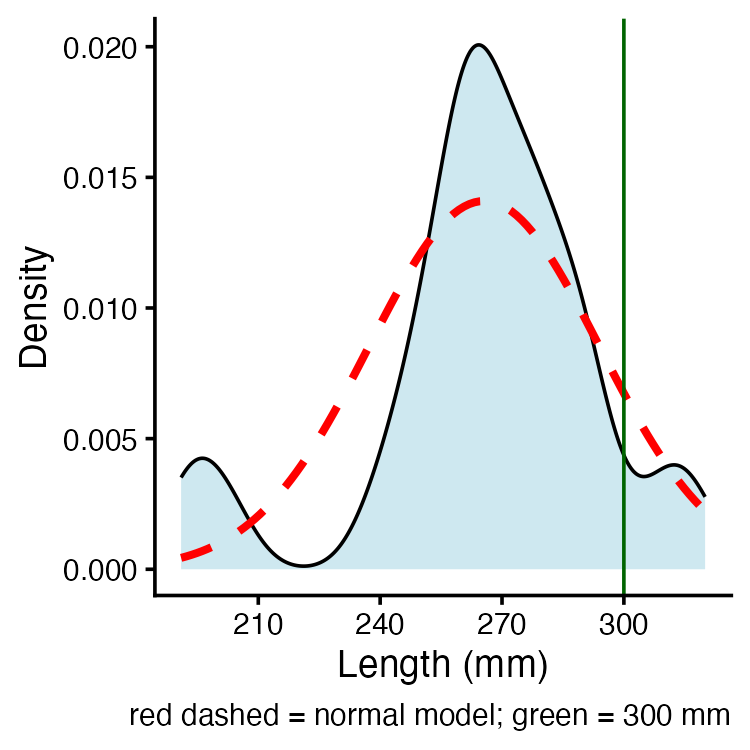 0.020
0.015
0.010
0.005
0.000
Density
210 240 270 300
Length (mm)
red dashed = normal model; green = 300 mm